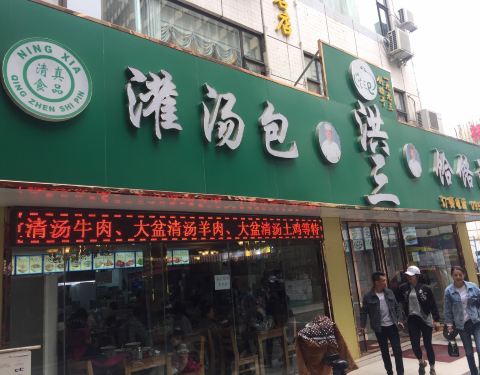 NING XIA
清真
食品
QING ZHEN SHI PIN
灌汤包
洪三
饸饹
清汤牛肉、大盆清汤羊肉、大盆清汤土鸡等特